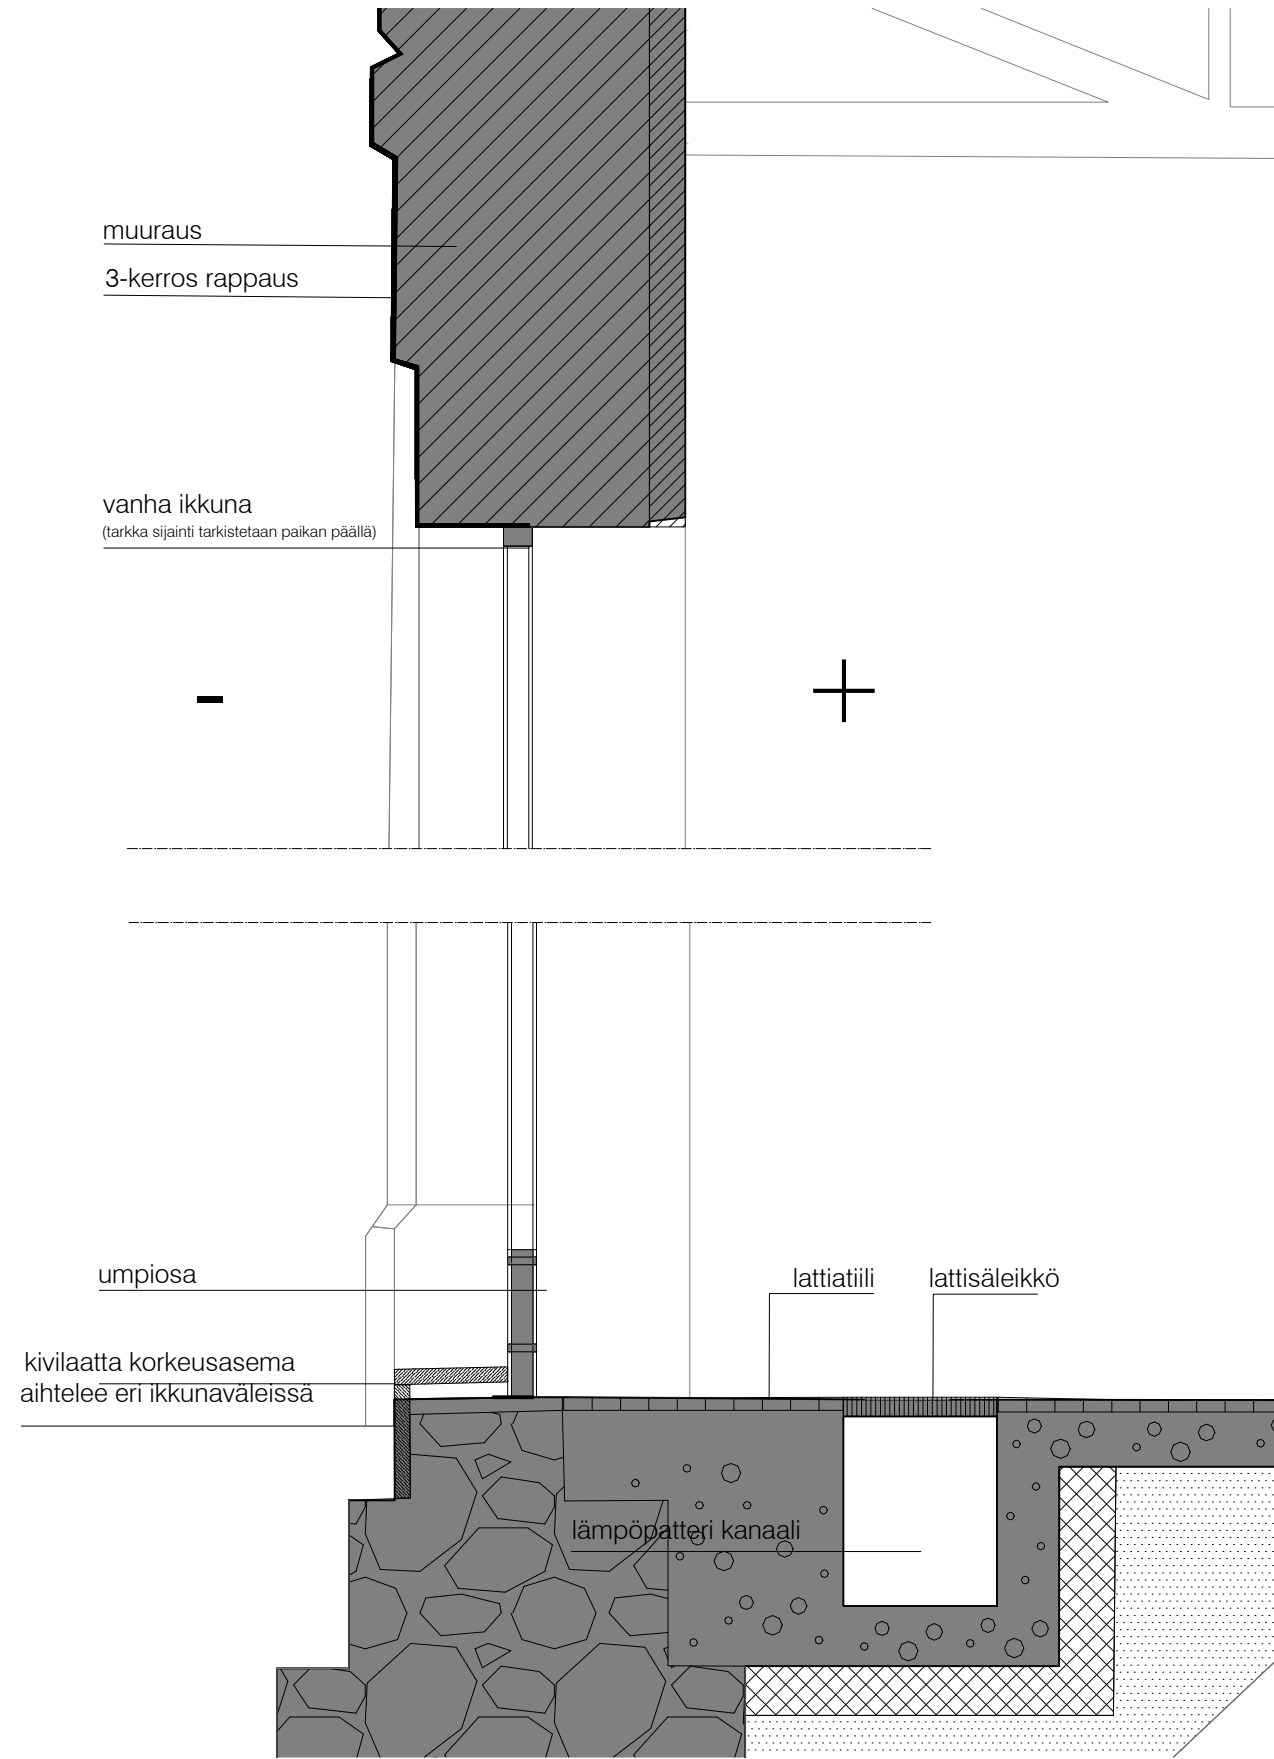 muuraus
3-kerros rappaus
vanha ikkuna
(tarkka sijainti tarkistetaan paikan päällä)
-
+
umpiosa
lattiatiili
lattisäleikkö
kivilaatta korkeusasema
aihtelee eri ikkunaväleissä
lämpöpatteri kanaali